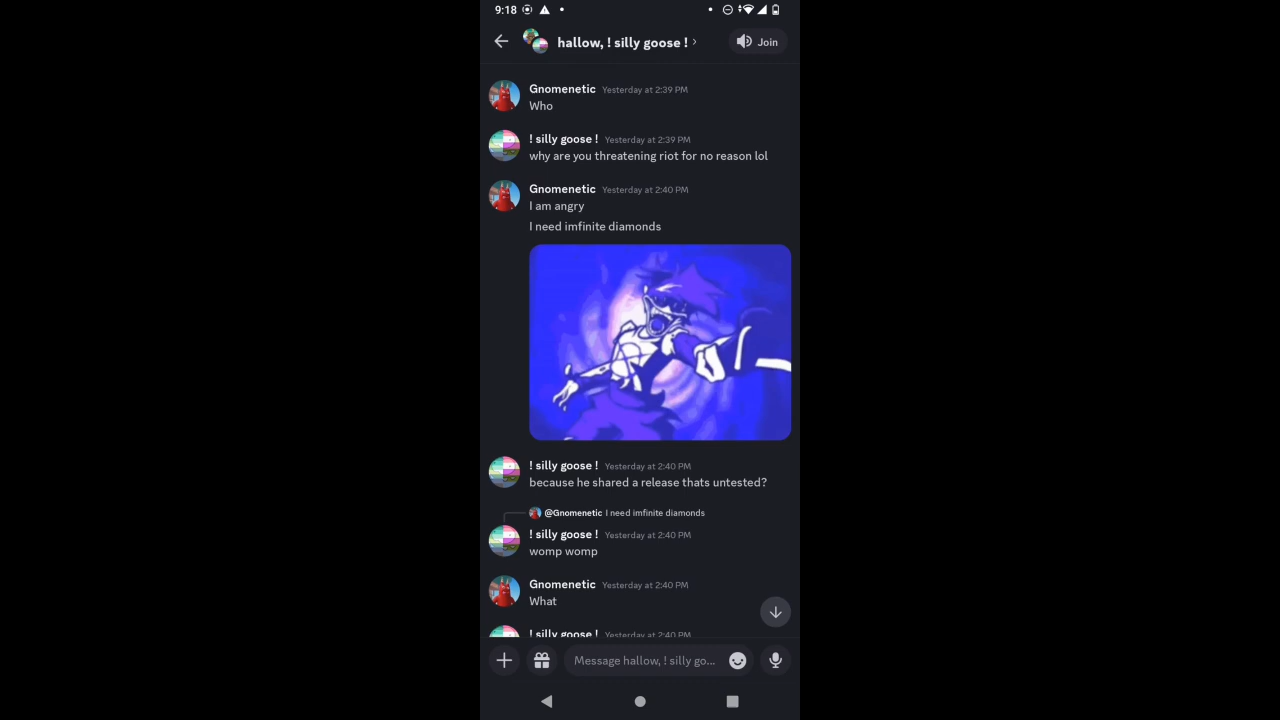 9:18
hallow, ! silly goose !
Join
Gnomenetic Yesterday at 2:39 PM
Who
! silly goose ! Yesterday at 2:39 PM
why are you threatening riot for no reason lol
Gnomenetic Yesterday at 2:40 PM
I am angry
I need imfinite diamonds
! silly goose ! Yesterday at 2:40 PM
because he shared a release thats untested?
@Gnomenetic I need imfinite diamonds
! silly goose ! Yesterday at 2:40 PM
womp womp
Gnomenetic Yesterday at 2:40 PM
What
! silly goose ! Yesterday at 2:40 PM
Message hallow, ! silly go...